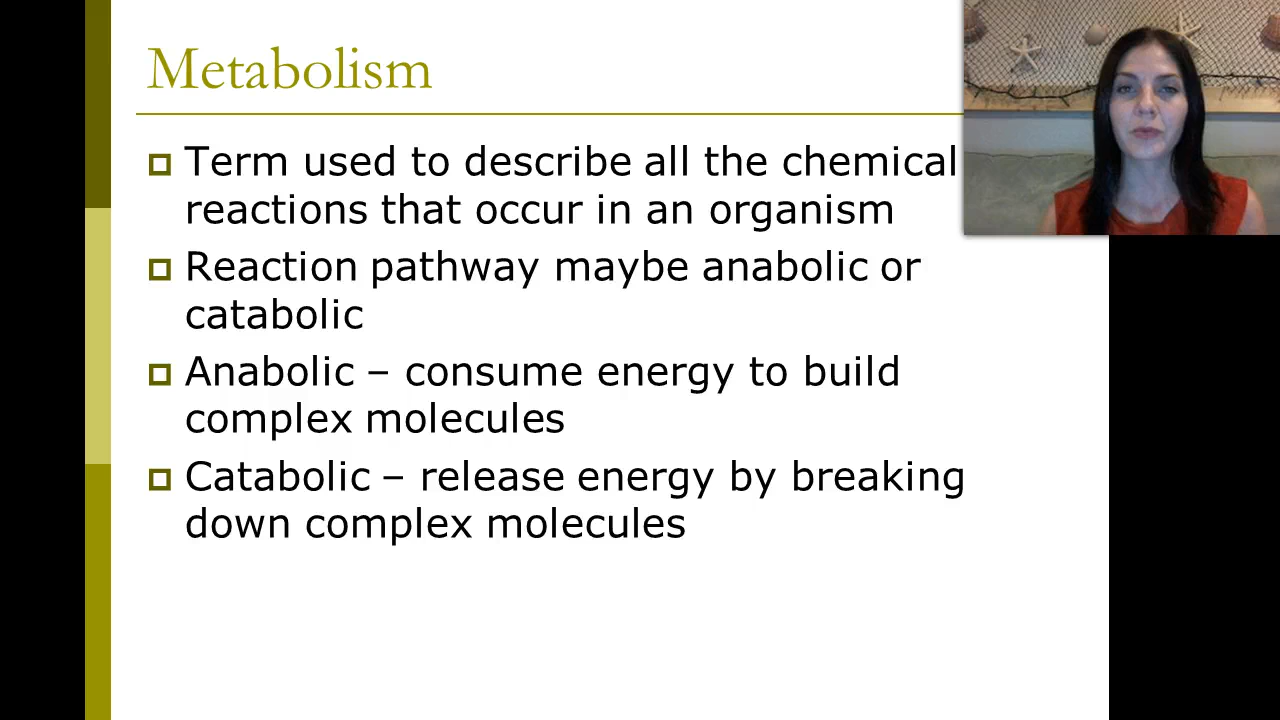 Metabolism
Term used to describe all the chemical
reactions that occur in an organism
Reaction pathway maybe anabolic or
catabolic
Anabolic – consume energy to build
complex molecules
Catabolic – release energy by breaking
down complex molecules